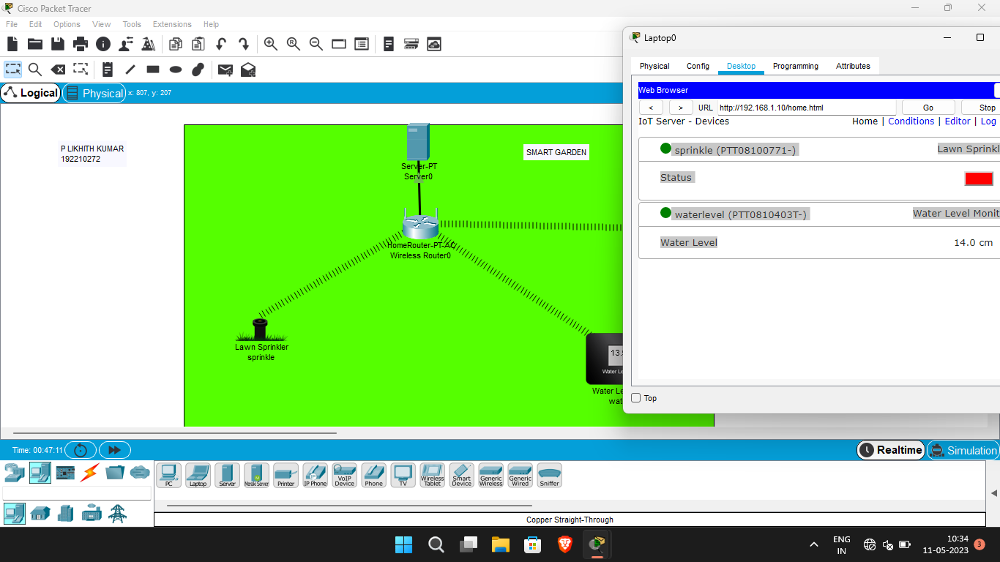 Cisco Packet Tracer
File Edit Options View Tools Extensions Help
Logical
Physical
x: 807, y: 207
P LIKHITH KUMAR
192210272
SMART GARDEN
Server-PT
Server0
HomeRouter-PT-AC
Wireless Router0
Lawn Sprinkler
sprinkle
13.
Water Le
Water Le
wat
Laptop0
Physical Config Desktop Programming Attributes
Web Browser
< > URL http://192.168.1.10/home.html Go Stop
IoT Server - Devices Home | Conditions | Editor | Log
sprinkle (PTT08100771-) Lawn Sprinkl
Status
waterlevel (PTT0810403T-) Water Level Monit
Water Level 14.0 cm
Top
Time: 00:47:11
Realtime
Simulation
PC
Laptop
Server
Meraki Server
Printer
IP Phone
VoIP Device
Phone
TV
Wireless Tablet
Smart Device
Generic Wireless
Generic Wired
Sniffer
Copper Straight-Through
ENG
IN
10:34
11-05-2023
3